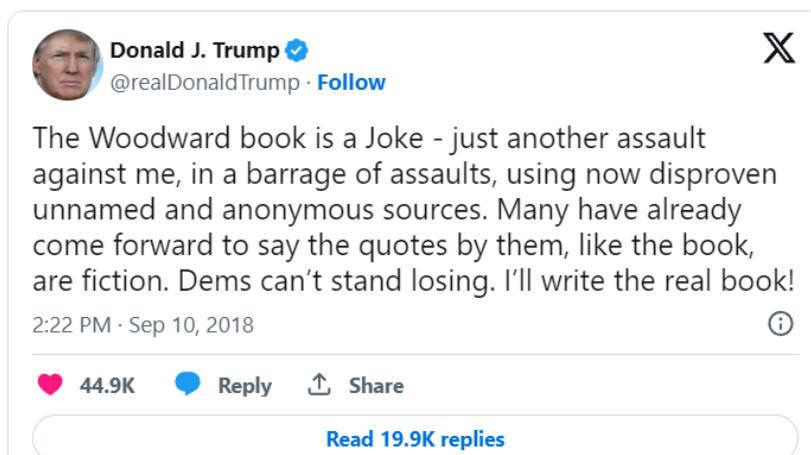 Donald J. Trump
@realDonaldTrump · Follow
The Woodward book is a Joke - just another assault
against me, in a barrage of assaults, using now disproven
unnamed and anonymous sources. Many have already
come forward to say the quotes by them, like the book,
are fiction. Dems can’t stand losing. I’ll write the real book!
2:22 PM · Sep 10, 2018
44.9K Reply Share
Read 19.9K replies